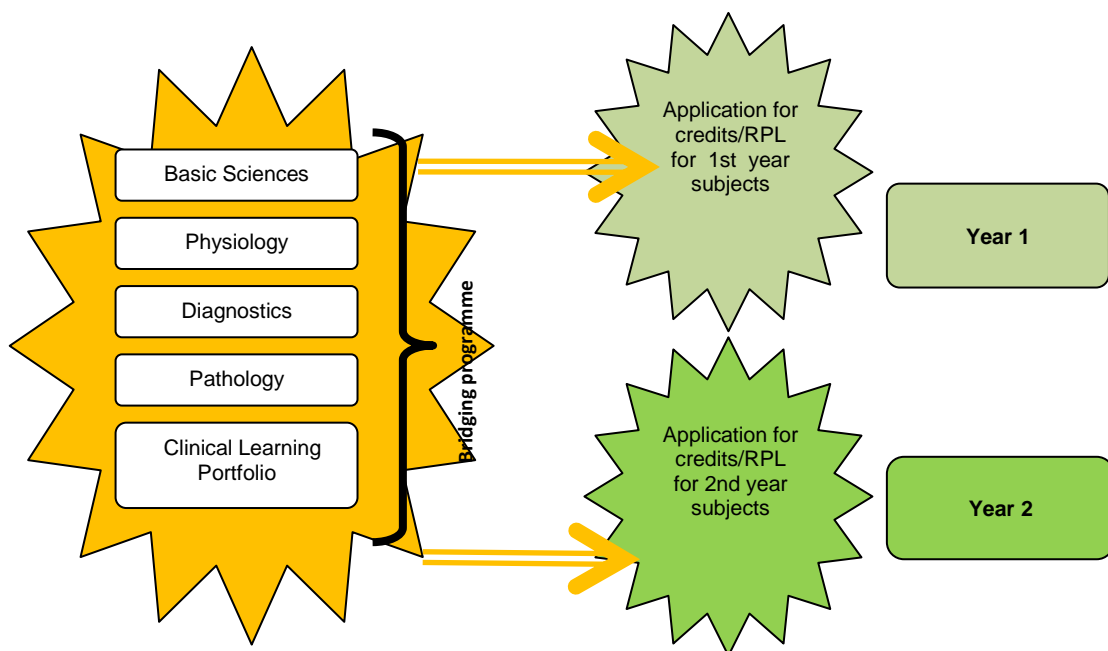 Basic Sciences
Physiology
Diagnostics
Pathology
Clinical Learning
Portfolio
Bridging programme
Application for
credits/RPL
for 1st year
subjects
Year 1
Application for
credits/RPL
for 2nd year
subjects
Year 2